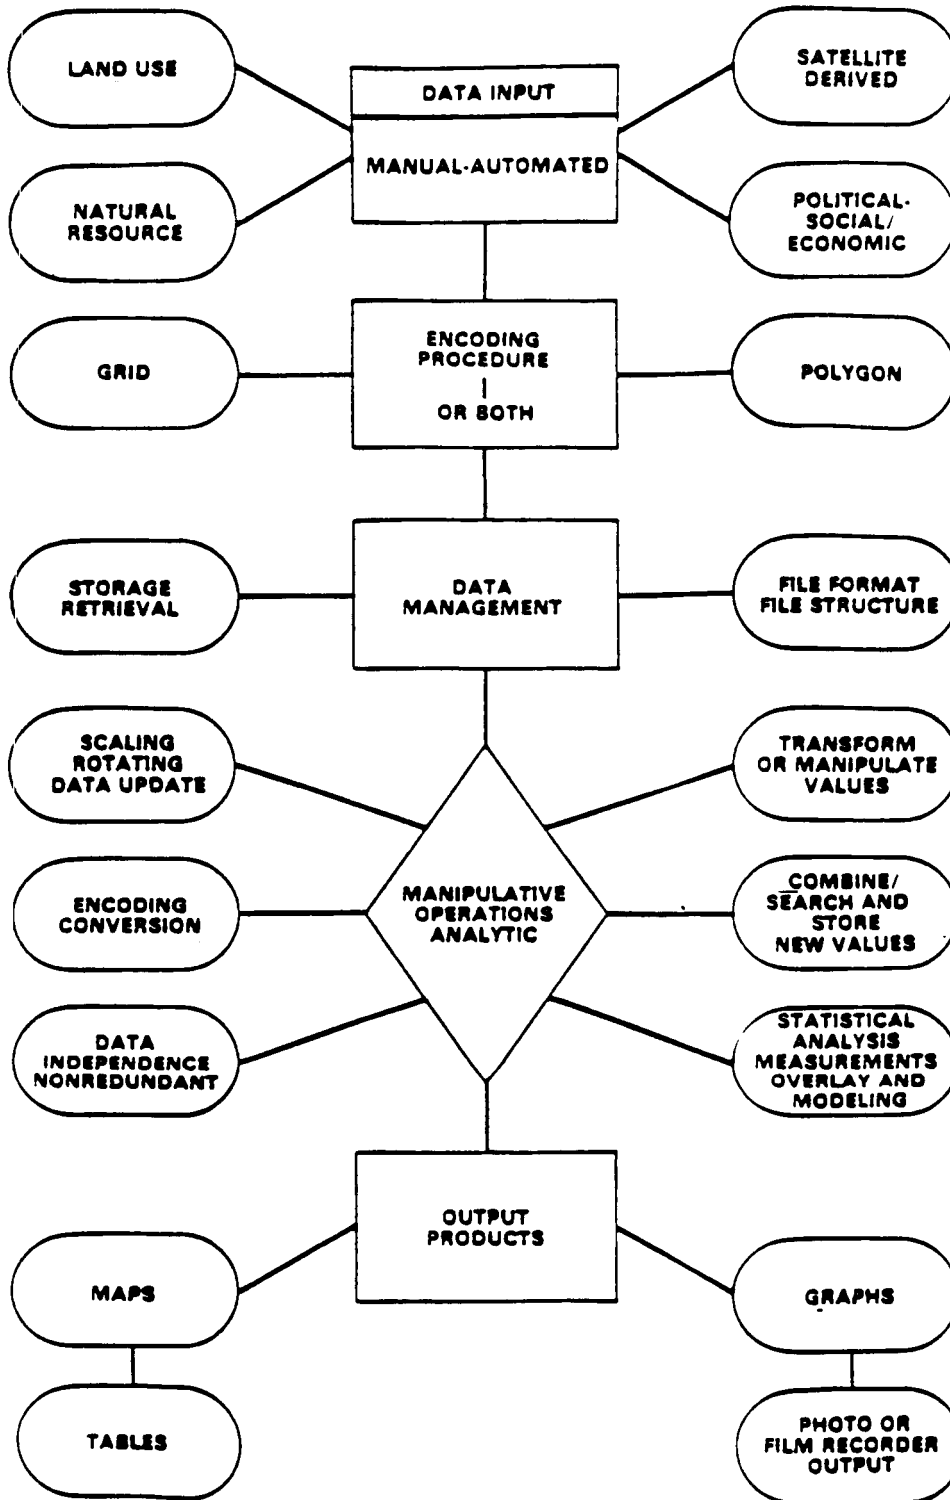 LAND USE
DATA INPUT
MANUAL-AUTOMATED
SATELLITE
DERIVED
NATURAL
RESOURCE
POLITICAL-
SOCIAL/
ECONOMIC
GRID
ENCODING
PROCEDURE
|
OR BOTH
POLYGON
STORAGE
RETRIEVAL
DATA
MANAGEMENT
FILE FORMAT
FILE STRUCTURE
SCALING
ROTATING
DATA UPDATE
TRANSFORM
OR MANIPULATE
VALUES
ENCODING
CONVERSION
MANIPULATIVE
OPERATIONS
ANALYTIC
COMBINE/
SEARCH AND
STORE
NEW VALUES
DATA
INDEPENDENCE
NONREDUNDANT
STATISTICAL
ANALYSIS
MEASUREMENTS
OVERLAY AND
MODELING
OUTPUT
PRODUCTS
MAPS
GRAPHS
TABLES
PHOTO OR
FILM RECORDER
OUTPUT